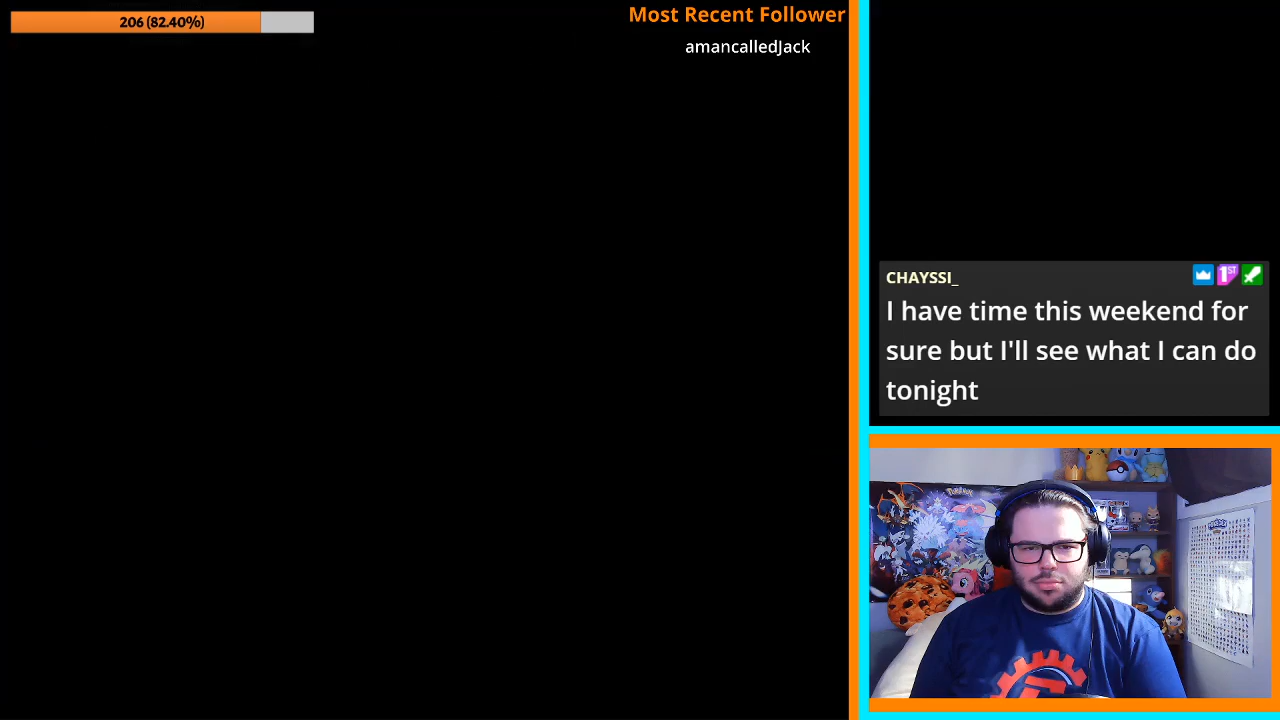 206 (82.40%)
Most Recent Follower
amancalledJack
CHAYSSI_
1ST
I have time this weekend for
sure but I'll see what I can do
tonight